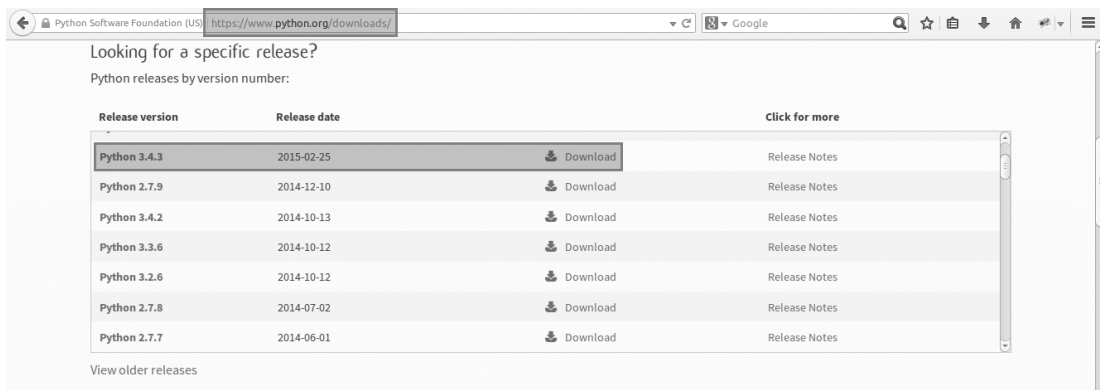 Python Software Foundation (US) https://www.python.org/downloads/ Google
Looking for a specific release?
Python releases by version number:
Release version Release date Click for more
Python 3.4.3 2015-02-25 Download Release Notes
Python 2.7.9 2014-12-10 Download Release Notes
Python 3.4.2 2014-10-13 Download Release Notes
Python 3.3.6 2014-10-12 Download Release Notes
Python 3.2.6 2014-10-12 Download Release Notes
Python 2.7.8 2014-07-02 Download Release Notes
Python 2.7.7 2014-06-01 Download Release Notes
View older releases